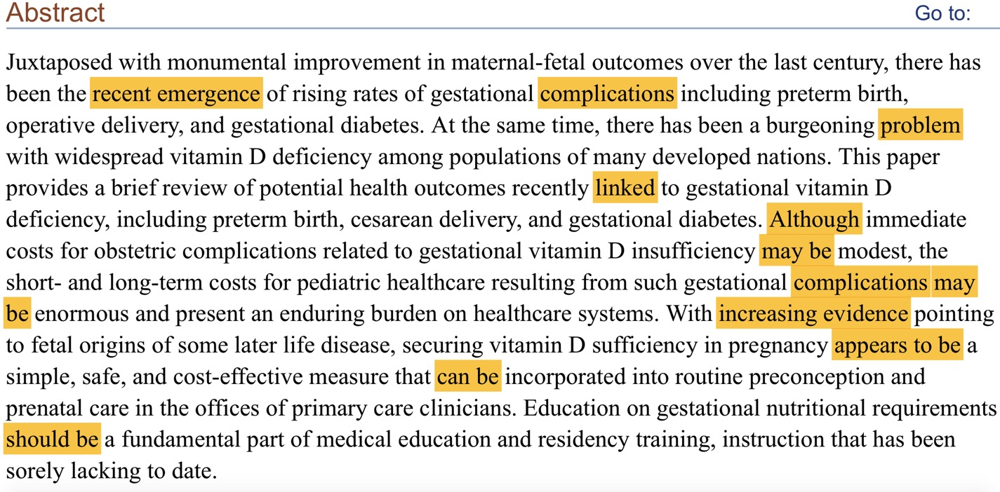 Abstract
Go to:
Juxtaposed with monumental improvement in maternal-fetal outcomes over the last century, there has
been the recent emergence of rising rates of gestational complications including preterm birth,
operative delivery, and gestational diabetes. At the same time, there has been a burgeoning problem
with widespread vitamin D deficiency among populations of many developed nations. This paper
provides a brief review of potential health outcomes recently linked to gestational vitamin D
deficiency, including preterm birth, cesarean delivery, and gestational diabetes. Although immediate
costs for obstetric complications related to gestational vitamin D insufficiency may be modest, the
short- and long-term costs for pediatric healthcare resulting from such gestational complications may
be enormous and present an enduring burden on healthcare systems. With increasing evidence pointing
to fetal origins of some later life disease, securing vitamin D sufficiency in pregnancy appears to be a
simple, safe, and cost-effective measure that can be incorporated into routine preconception and
prenatal care in the offices of primary care clinicians. Education on gestational nutritional requirements
should be a fundamental part of medical education and residency training, instruction that has been
sorely lacking to date.